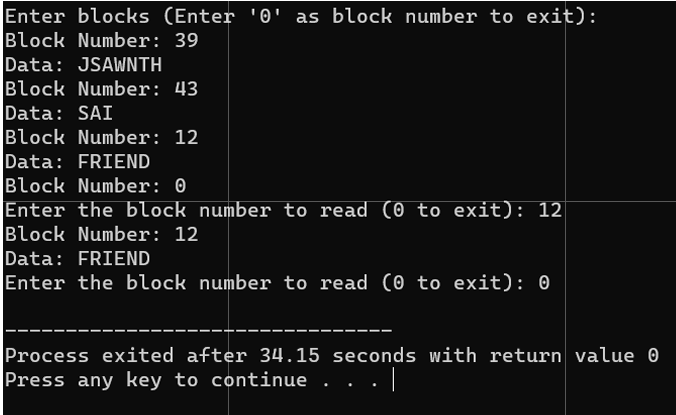 Enter blocks (Enter '0' as block number to exit):
Block Number: 39
Data: JSAWNTH
Block Number: 43
Data: SAI
Block Number: 12
Data: FRIEND
Block Number: 0
Enter the block number to read (0 to exit): 12
Block Number: 12
Data: FRIEND
Enter the block number to read (0 to exit): 0
--------------------------------
Process exited after 34.15 seconds with return value 0
Press any key to continue . . .